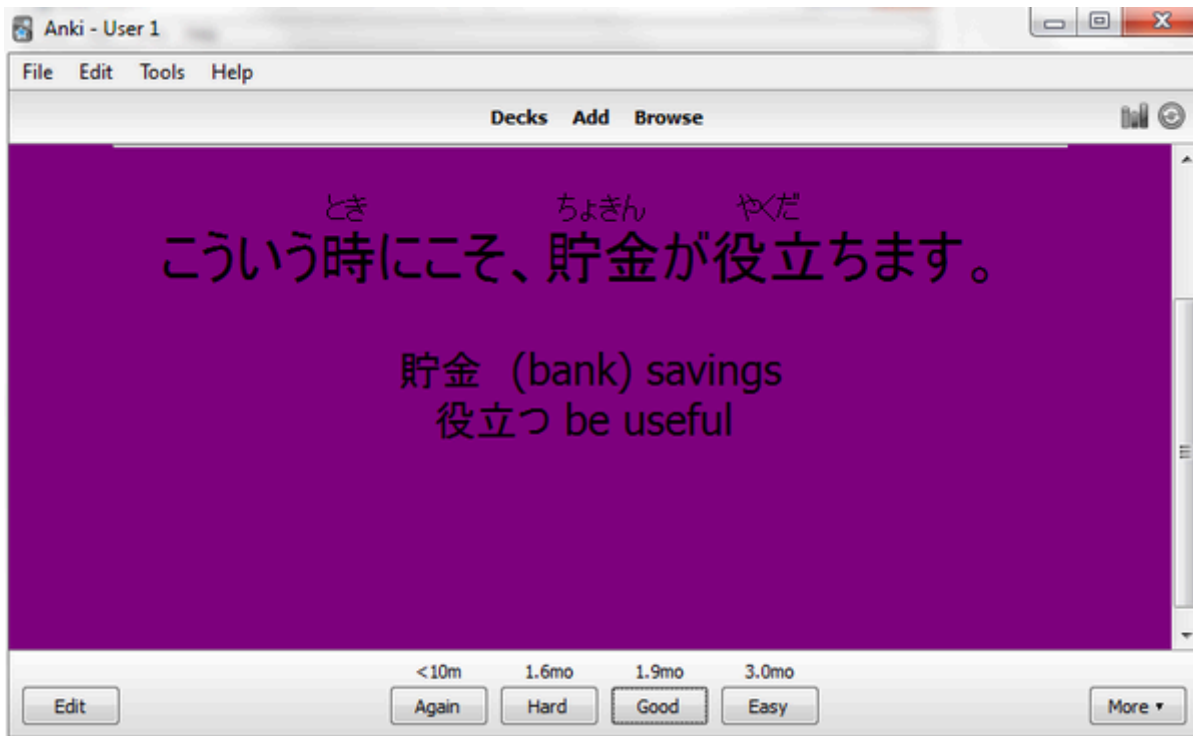 Anki - User 1
File Edit Tools Help
Decks Add Browse
とき ちょきん やくだ
こういう時にこそ、貯金が役立ちます。
貯金 (bank) savings
役立つ be useful
<10m 1.6mo 1.9mo 3.0mo
Edit Again Hard Good Easy More